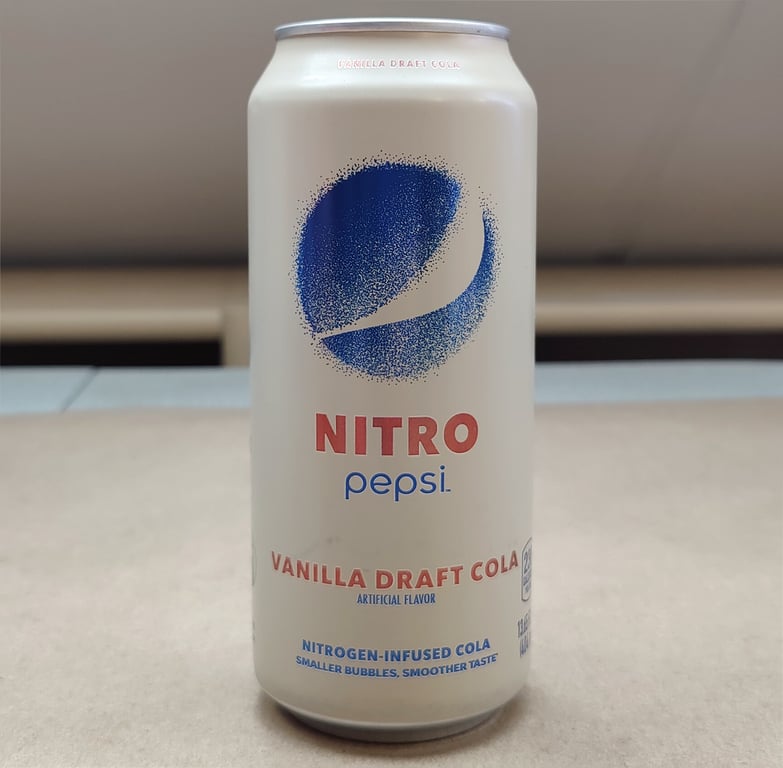 VANILLA DRAFT COLA
NITRO
pepsi
VANILLA DRAFT COLA
ARTIFICIAL FLAVOR
NITROGEN-INFUSED COLA
SMALLER BUBBLES, SMOOTHER TASTE